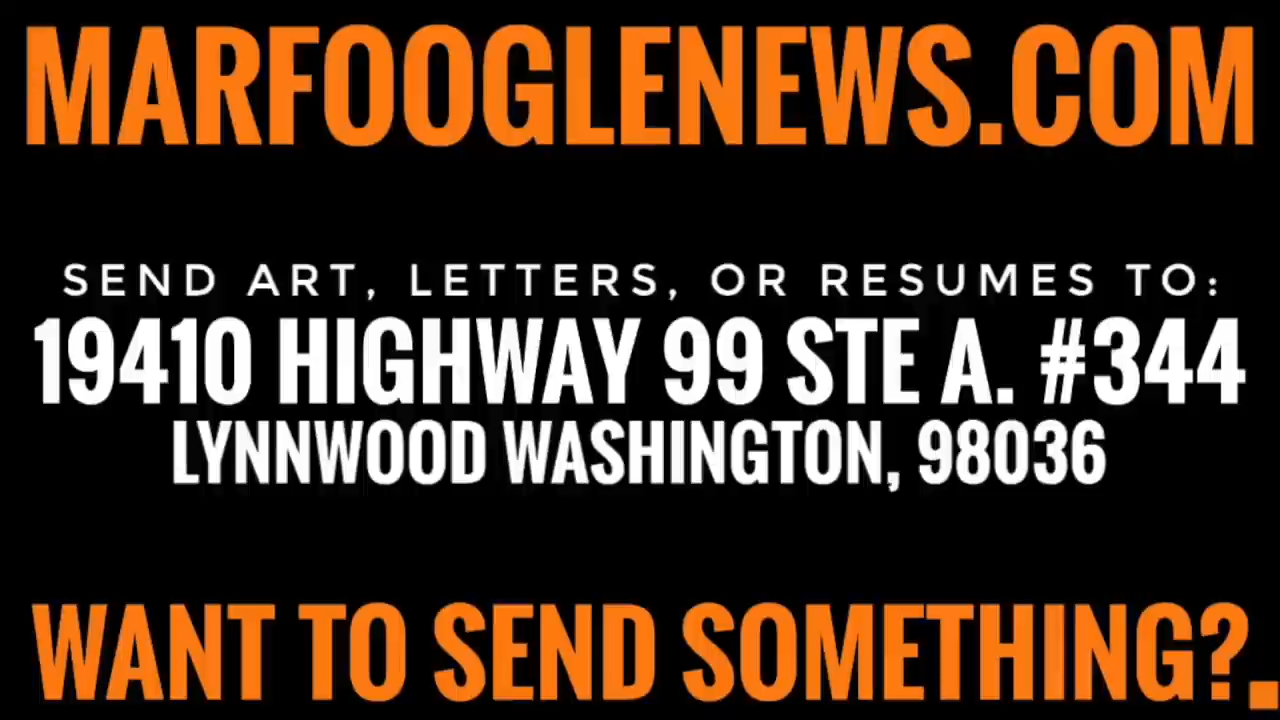 MARFOOGLENEWS.COM
SEND ART, LETTERS, OR RESUMES TO:
19410 HIGHWAY 99 STE A. #344
LYNNWOOD WASHINGTON, 98036
WANT TO SEND SOMETHING?.